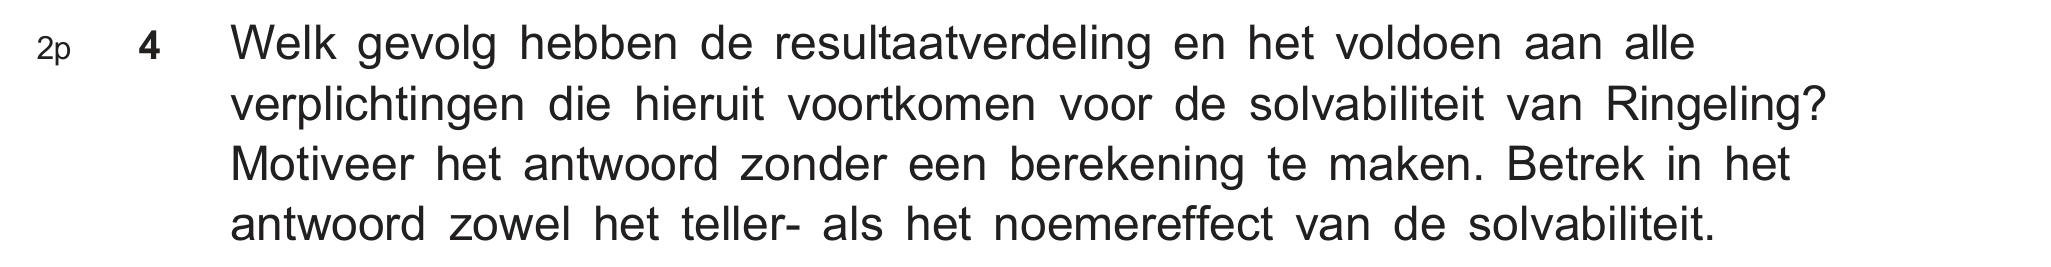 2p 4 Welk gevolg hebben de resultaatverdeling en het voldoen aan alle
verplichtingen die hieruit voortkomen voor de solvabiliteit van Ringeling?
Motiveer het antwoord zonder een berekening te maken. Betrek in het
antwoord zowel het teller- als het noemereffect van de solvabiliteit.